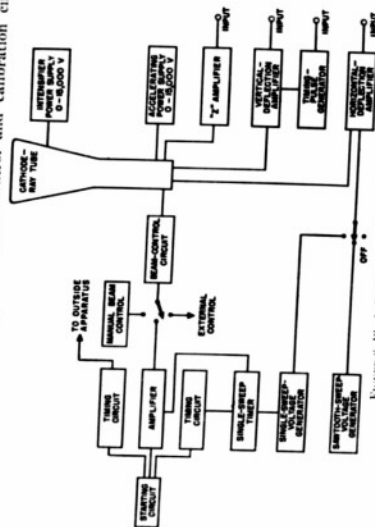 and calibration
INTENSIFIER
POWER SUPPLY
0-15,000 V
CATHODE-
RAY TUBE
ACCELERATING
POWER SUPPLY
0-15,000 V
INPUT
"Z" AMPLIFIER
INPUT
VERTICAL-
DEFLECTION
AMPLIFIER
INPUT
TIMING-
PULSE
GENERATOR
INPUT
HORIZONTAL-
DEFLECTION
AMPLIFIER
BEAM-CONTROL
CIRCUIT
OFF
TO OUTSIDE
APPARATUS
MANUAL BEAM
CONTROL
EXTERNAL
CONTROL
TIMING
CIRCUIT
AMPLIFIER
TIMING
CIRCUIT
SINGLE-SWEEP
TIMER
SINGLE-SWEEP-
VOLTAGE
GENERATOR
SAWTOOTH-SWEEP
VOLTAGE
GENERATOR
STARTING
CIRCUIT